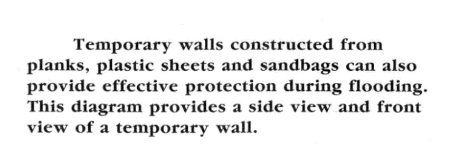 Temporary walls constructed from
planks, plastic sheets and sandbags can also
provide effective protection during flooding.
This diagram provides a side view and front
view of a temporary wall.